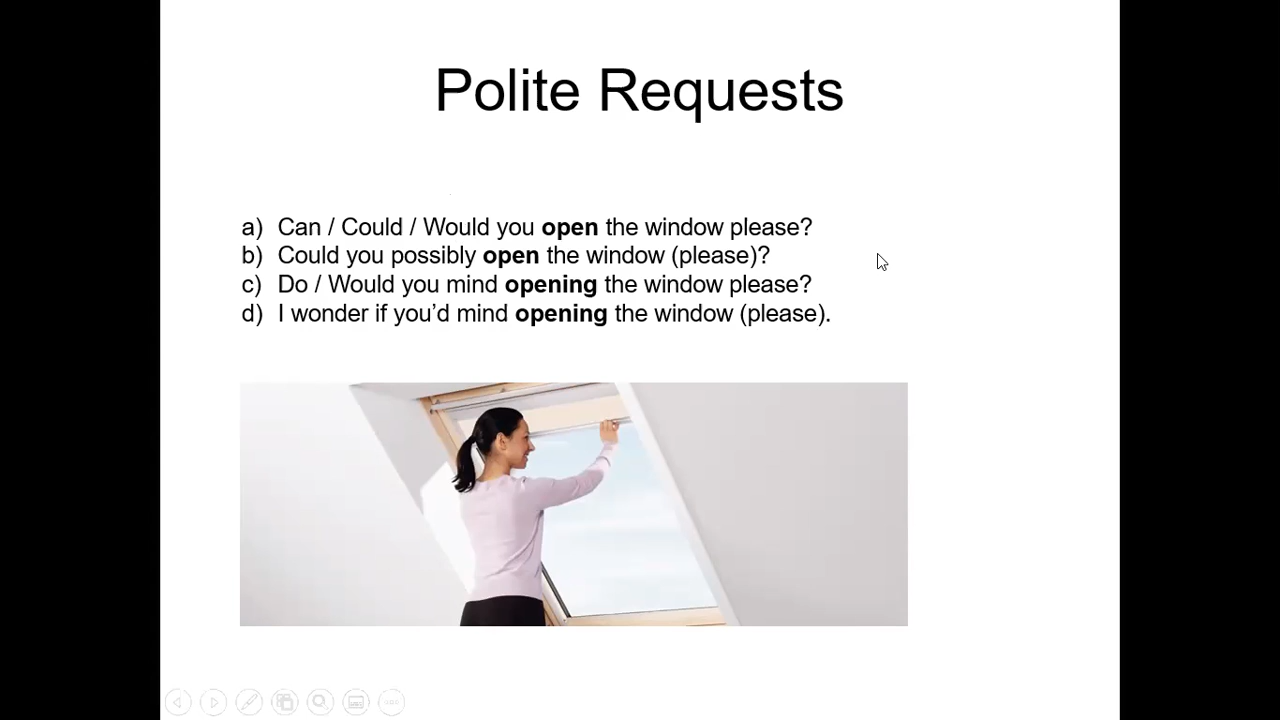 Polite Requests
a) Can / Could / Would you open the window please?
b) Could you possibly open the window (please)?
c) Do / Would you mind opening the window please?
d) I wonder if you’d mind opening the window (please).